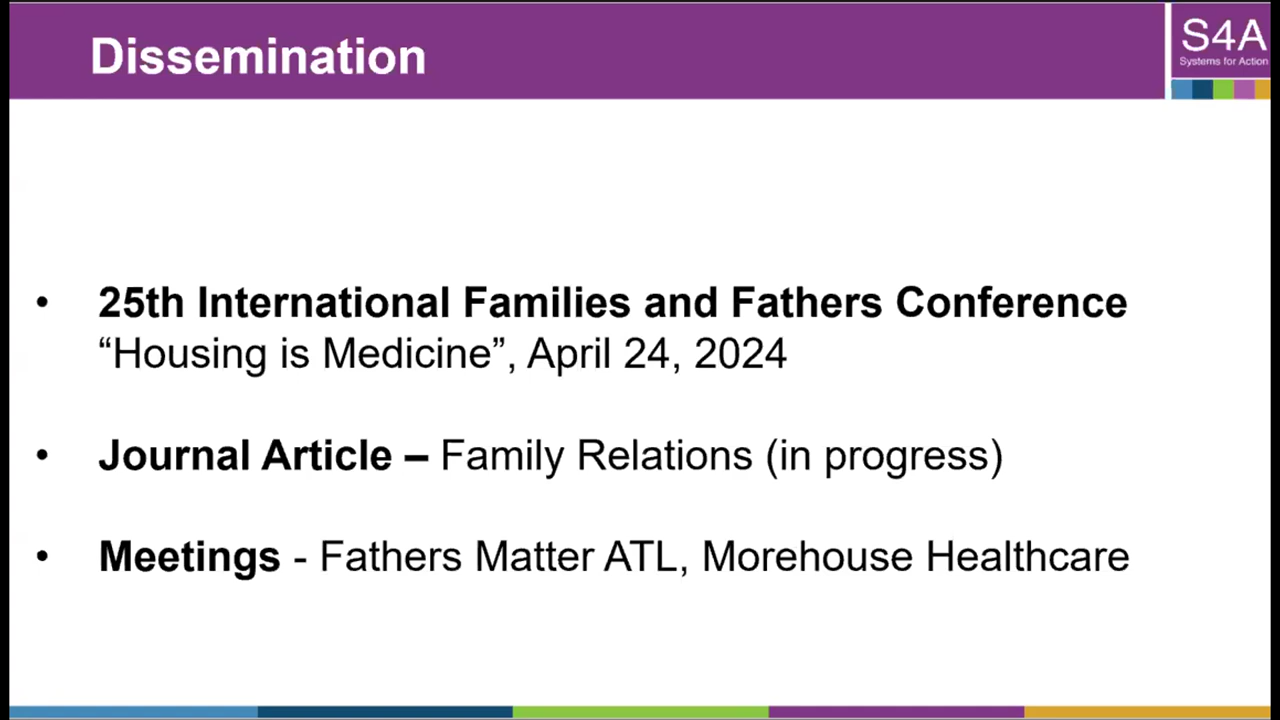 Dissemination
S4A
Systems for Action
• 25th International Families and Fathers Conference
“Housing is Medicine”, April 24, 2024
• Journal Article – Family Relations (in progress)
• Meetings - Fathers Matter ATL, Morehouse Healthcare